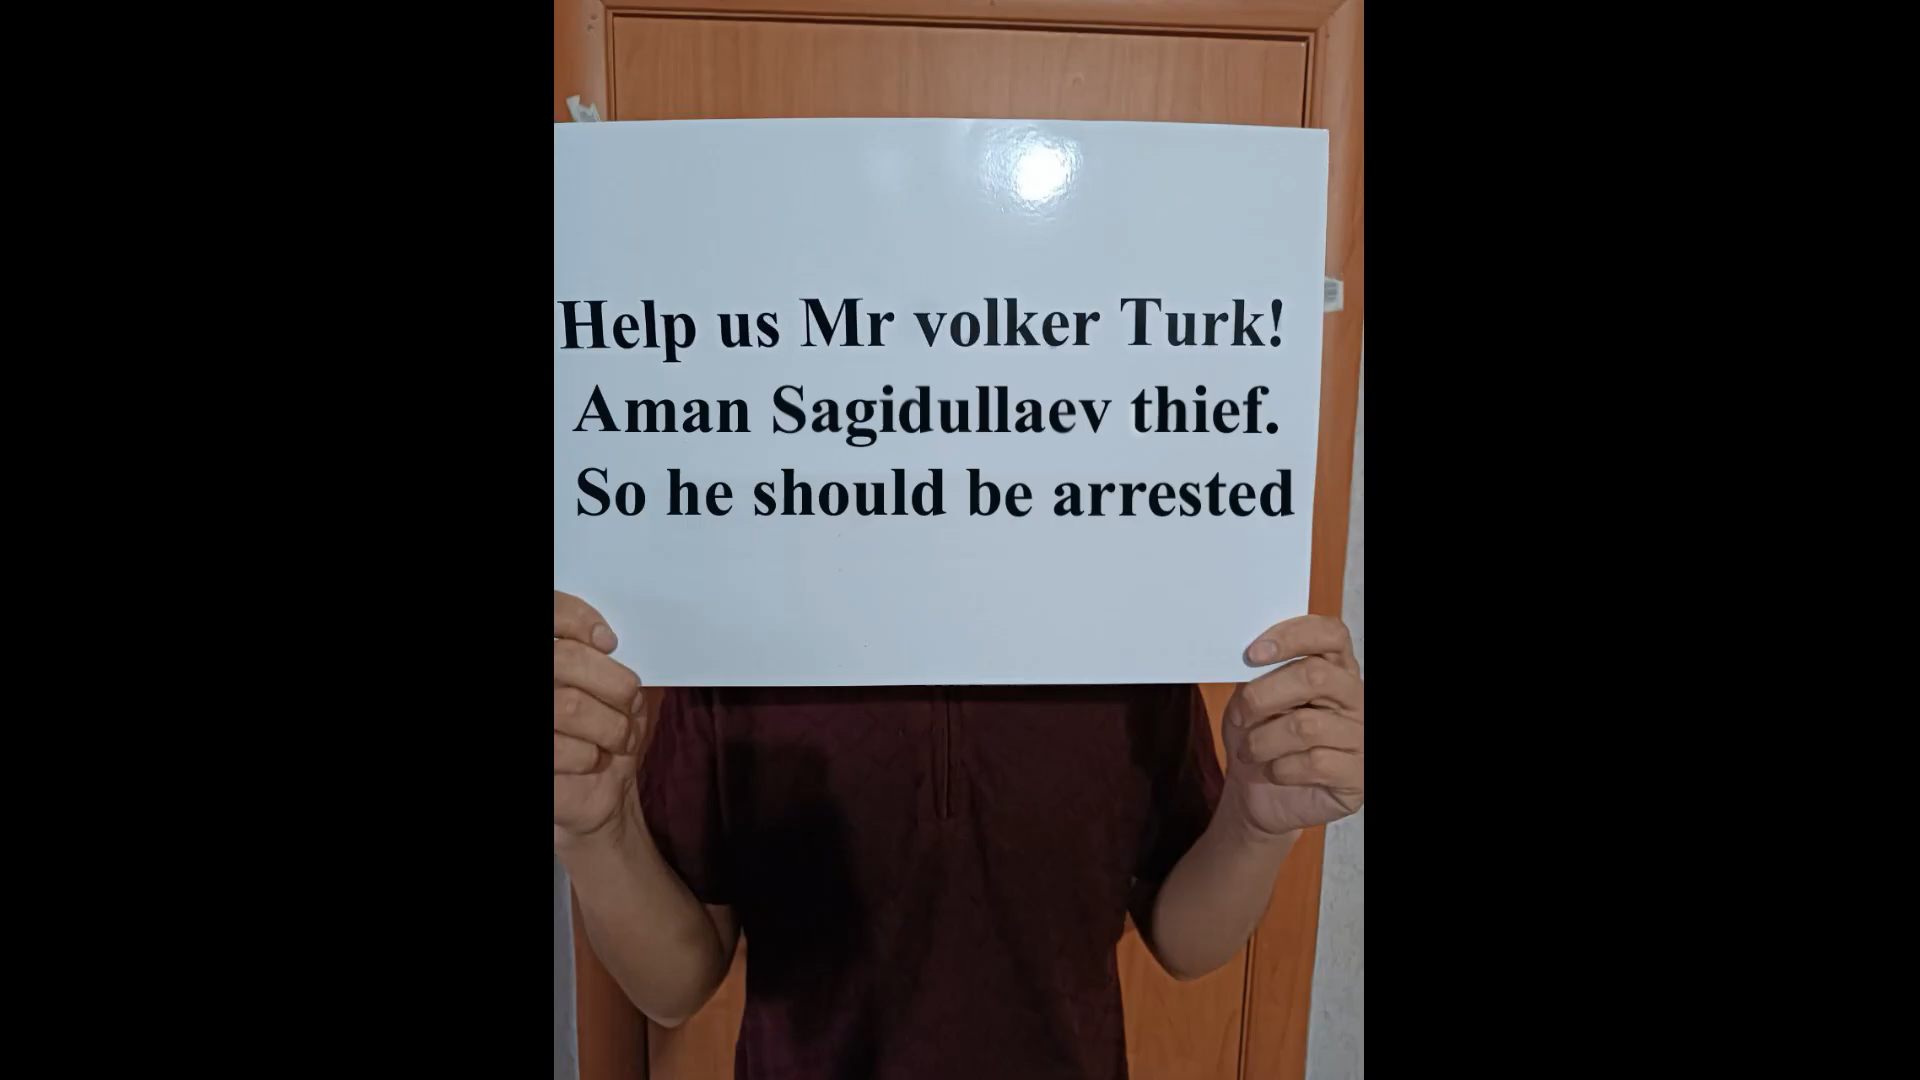 Help us Mr volker Turk!
Aman Sagidullaev thief.
So he should be arrested